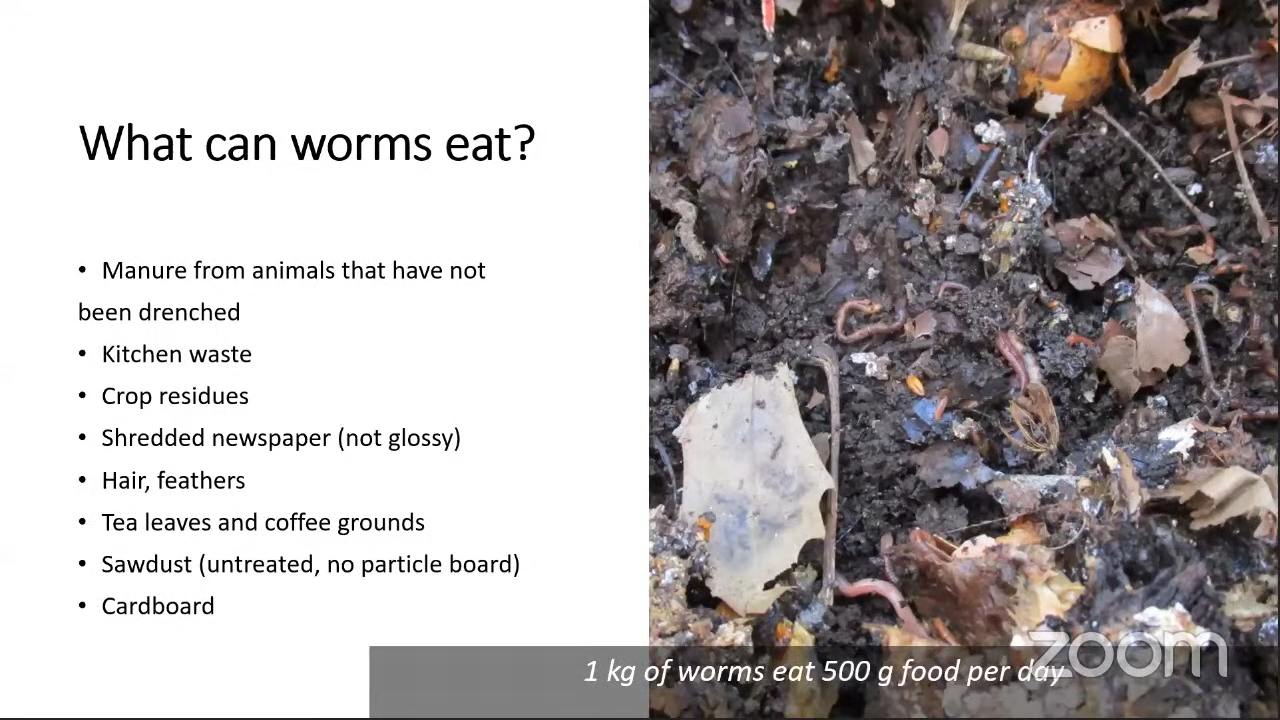 What can worms eat?
• Manure from animals that have not
been drenched
• Kitchen waste
• Crop residues
• Shredded newspaper (not glossy)
• Hair, feathers
• Tea leaves and coffee grounds
• Sawdust (untreated, no particle board)
• Cardboard
1 kg of worms eat 500 g food per day
zoom